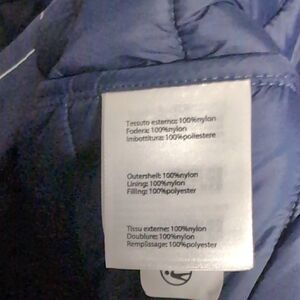 Tessuto esterno: 100%nylon
Fodera: 100%nylon
Imbottitura: 100%poliestere
Outershell: 100%nylon
Lining: 100%nylon
Filling: 100%polyester
Tissu externe: 100%nylon
Doublure: 100%nylon
Remplissage: 100%polyester